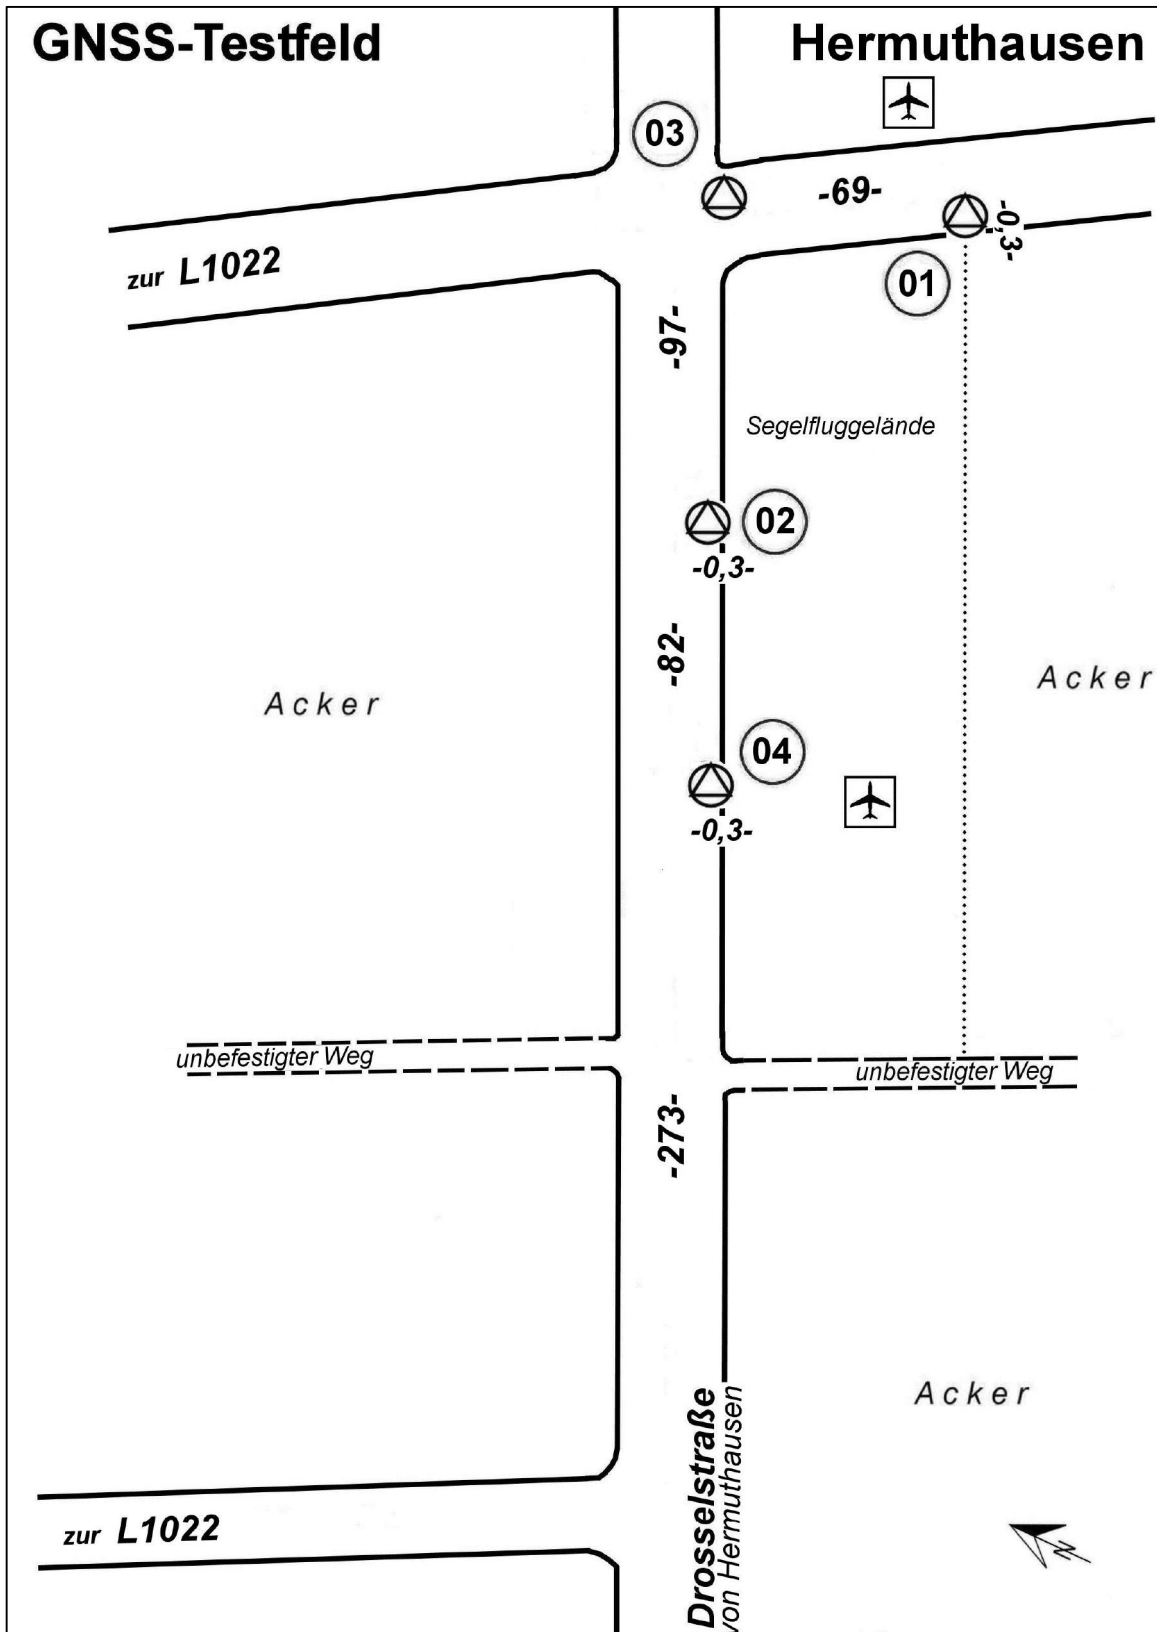 GNSS-Testfeld
Hermuthausen
03
-69-
-0,3-
zur L1022
01
-97-
Segelfluggelände
02
-0,3-
-82-
Acker
Acker
04
-0,3-
unbefestigter Weg
unbefestigter Weg
-273-
Acker
Drosselstraße
von Hermuthausen
zur L1022
N